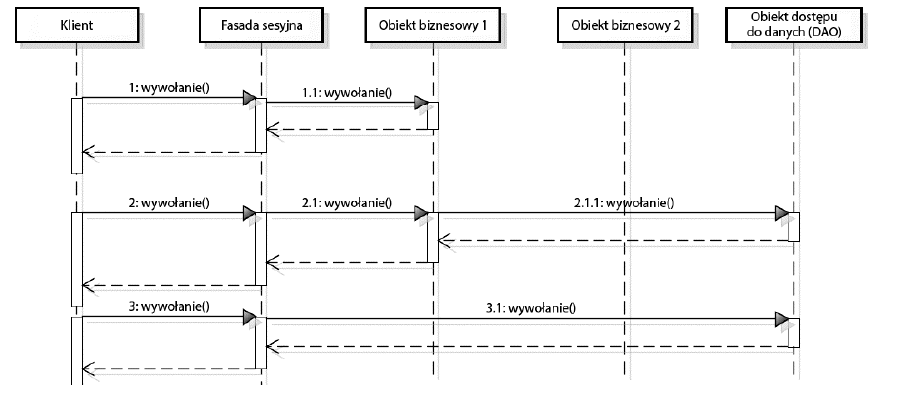 Klient
Fasada sesyjna
Obiekt biznesowy 1
Obiekt biznesowy 2
Obiekt dostępu
do danych (DAO)
1: wywołanie()
1.1: wywołanie()
2: wywołanie()
2.1: wywołanie()
2.1.1: wywołanie()
3: wywołanie()
3.1: wywołanie()